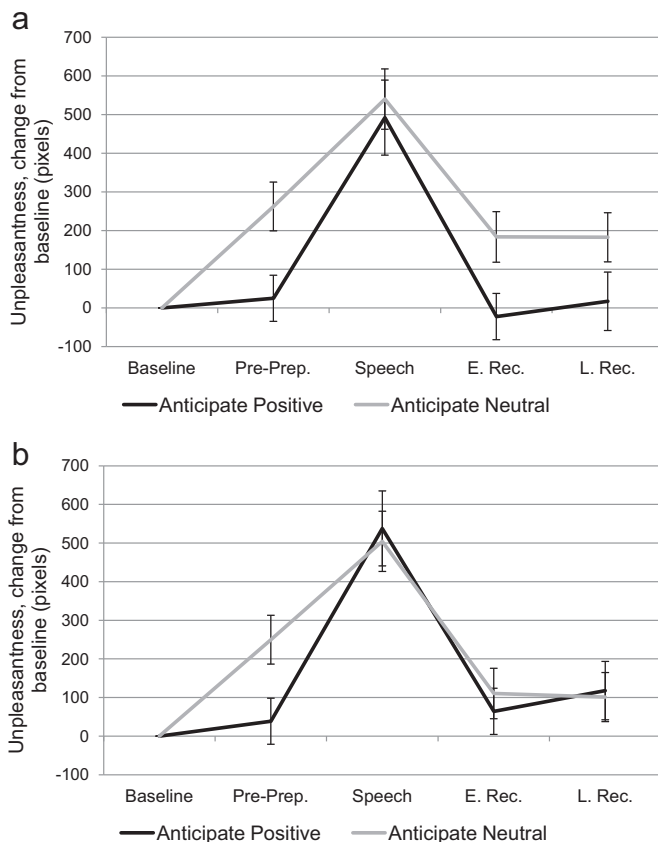 a
Unpleasantness, change from
baseline (pixels)
700
600
500
400
300
200
100
0
-100
Baseline Pre-Prep. Speech E. Rec. L. Rec.
Anticipate Positive Anticipate Neutral
b
Unpleasantness, change from
baseline (pixels)
700
600
500
400
300
200
100
0
-100
Baseline Pre-Prep. Speech E. Rec. L. Rec.
Anticipate Positive Anticipate Neutral